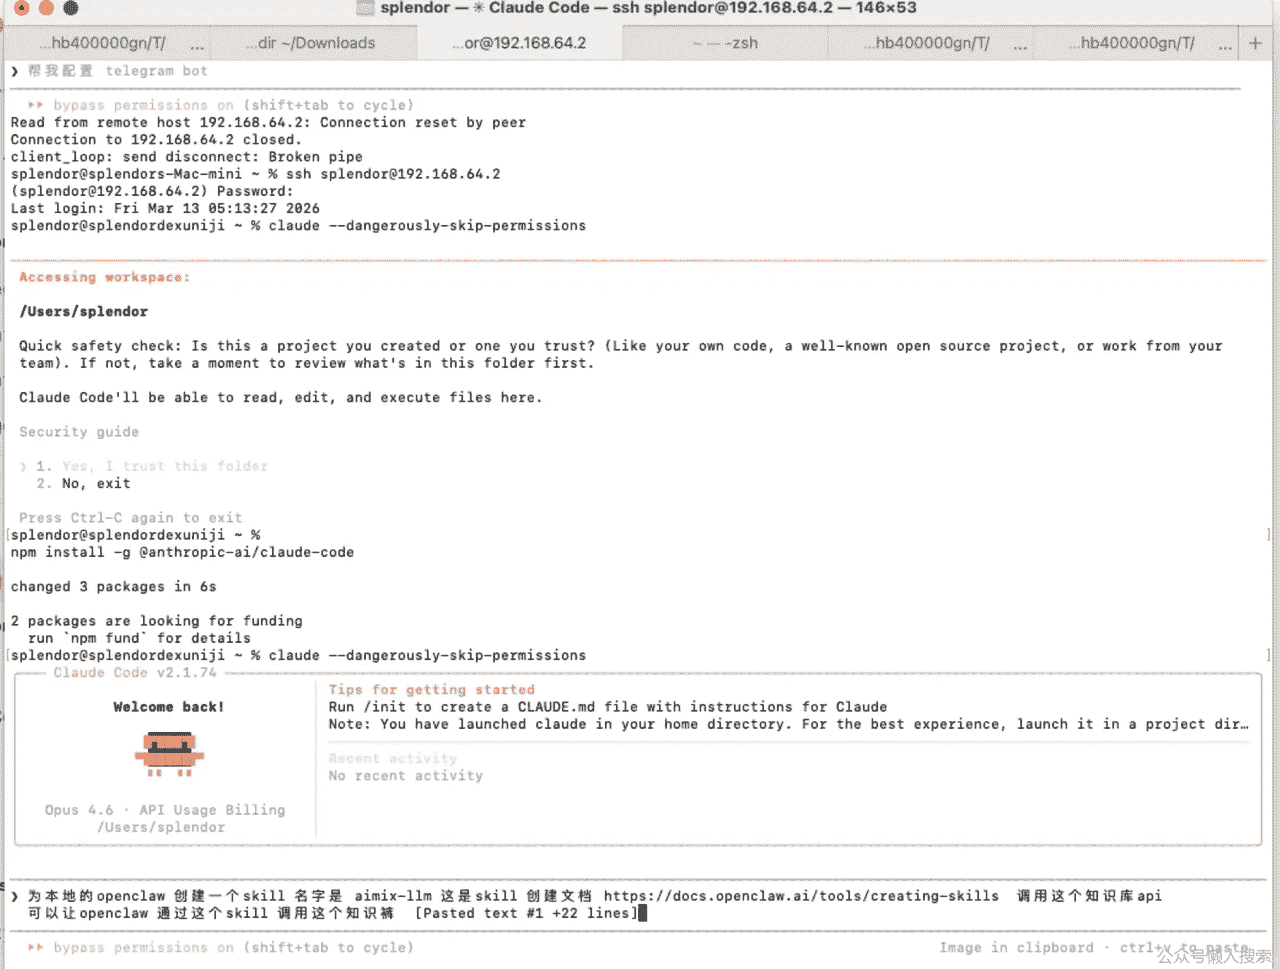 splendor — ✳ Claude Code — ssh splendor@192.168.64.2 — 146×53
...hb400000gn/T/ ... ...dir ~/Downloads ...or@192.168.64.2 ~ — -zsh ...hb400000gn/T/ ... ...hb400000gn/T/ ... +
❯ 帮我配置 telegram bot
▸▸ bypass permissions on (shift+tab to cycle)
Read from remote host 192.168.64.2: Connection reset by peer
Connection to 192.168.64.2 closed.
client_loop: send disconnect: Broken pipe
splendor@splendors-Mac-mini ~ % ssh splendor@192.168.64.2
(splendor@192.168.64.2) Password:
Last login: Fri Mar 13 05:13:27 2026
splendor@splendordexuniji ~ % claude --dangerously-skip-permissions
Accessing workspace:
/Users/splendor
Quick safety check: Is this a project you created or one you trust? (Like your own code, a well-known open source project, or work from your
team). If not, take a moment to review what's in this folder first.
Claude Code'll be able to read, edit, and execute files here.
Security guide
❯ 1. Yes, I trust this folder
2. No, exit
Press Ctrl-C again to exit
[splendor@splendordexuniji ~ % ]
npm install -g @anthropic-ai/claude-code
changed 3 packages in 6s
2 packages are looking for funding
run `npm fund` for details
[splendor@splendordexuniji ~ % claude --dangerously-skip-permissions ]
Claude Code v2.1.74
Welcome back!
Opus 4.6 · API Usage Billing
/Users/splendor
Tips for getting started
Run /init to create a CLAUDE.md file with instructions for Claude
Note: You have launched claude in your home directory. For the best experience, launch it in a project dir…
Recent activity
No recent activity
❯ 为本地的openclaw 创建一个skill 名字是 aimix-llm 这是skill 创建文档 https://docs.openclaw.ai/tools/creating-skills 调用这个知识库api
可以让openclaw 通过这个skill 调用这个知识裤 [Pasted text #1 +22 lines]
▸▸ bypass permissions on (shift+tab to cycle)
Image in clipboard · ctrl+v to paste
公众号懒人搜索